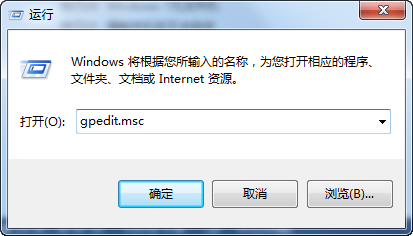 运行
Windows 将根据您所输入的名称，为您打开相应的程序、
文件夹、文档或 Internet 资源。
打开(O): gpedit.msc
确定 取消 浏览(B)...